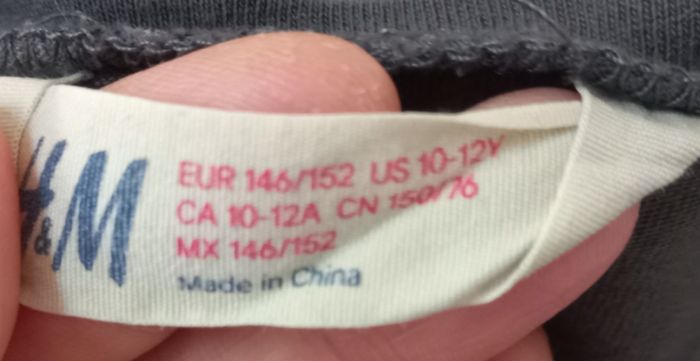 H&M
EUR 146/152 US 10-12Y
CA 10-12A CN 150/76
MX 146/152
Made in China